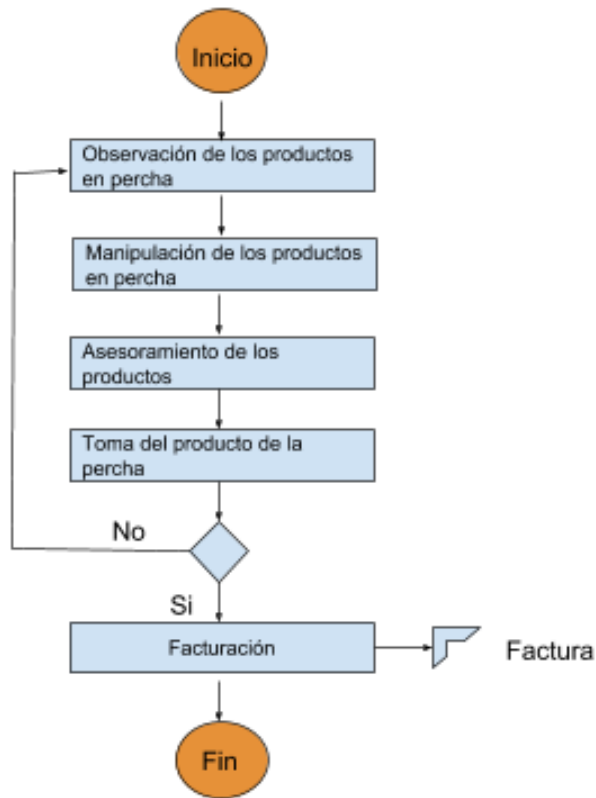 Inicio
Observación de los productos
en percha
Manipulación de los productos
en percha
Asesoramiento de los
productos
Toma del producto de la
percha
No
Si
Facturación
Factura
Fin